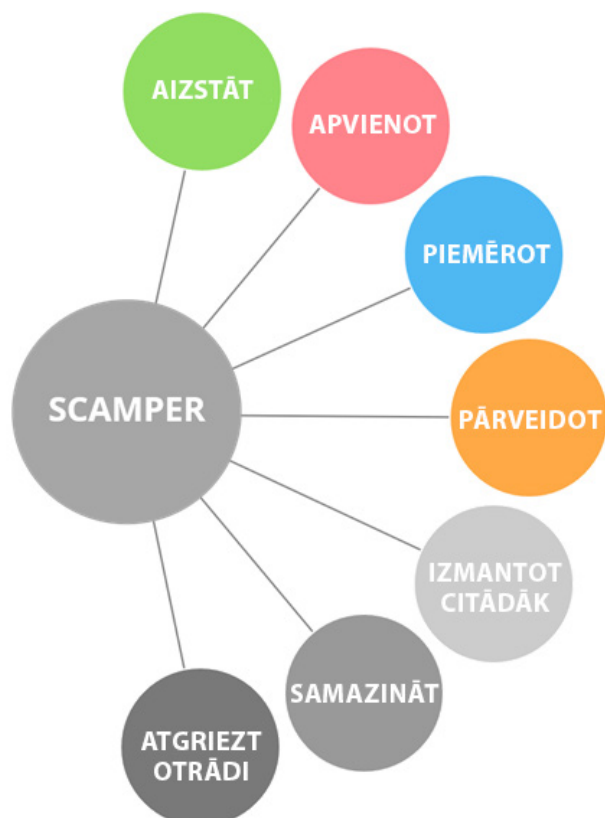 AIZSTĀT
APVIENOT
PIEMĒROT
SCAMPER
PĀRVEIDOT
IZMANTOT
CITĀDĀK
SAMAZINĀT
ATGRIEZT
OTRĀDI